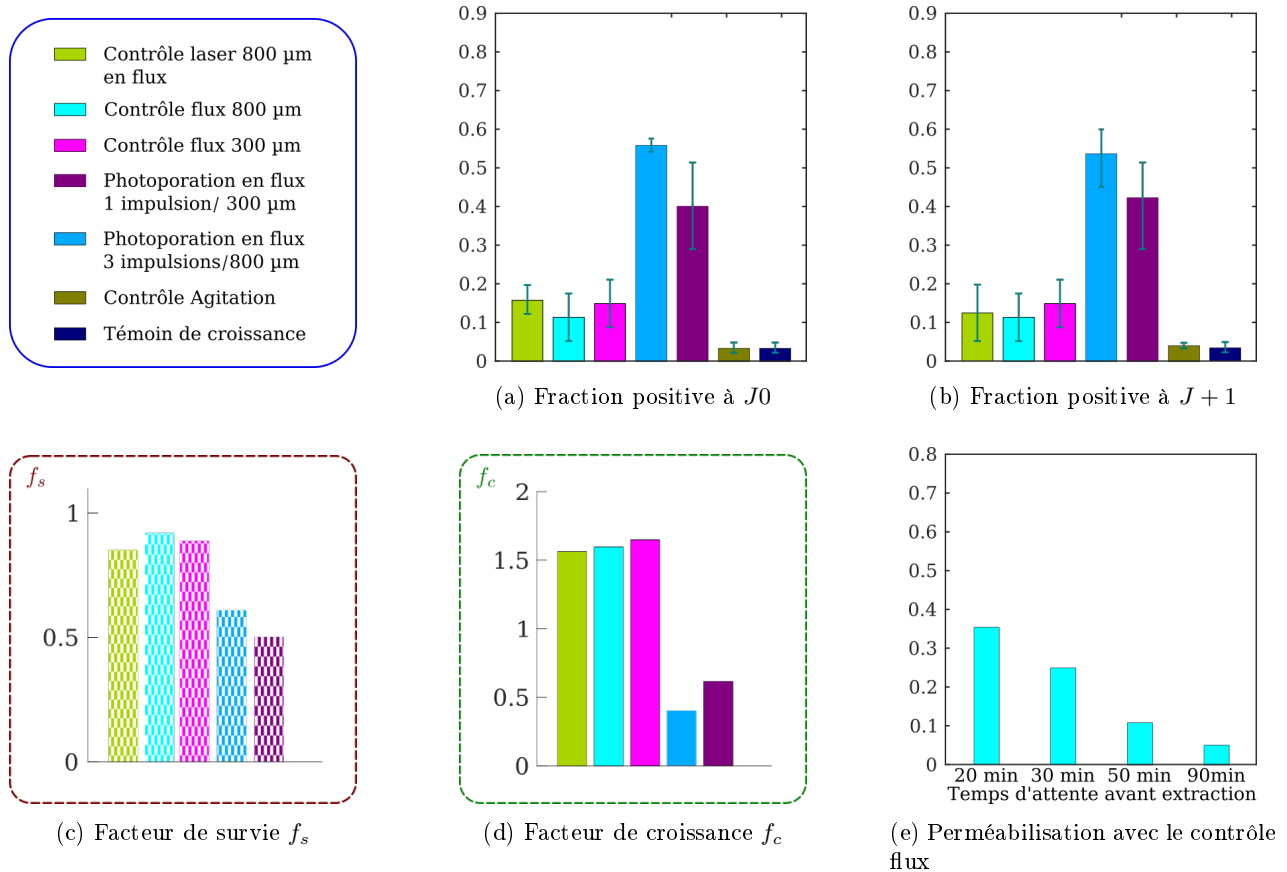 Contrôle laser 800 µm
en flux
Contrôle flux 800 µm
Contrôle flux 300 µm
Photoporation en flux
1 impulsion/ 300 µm
Photoporation en flux
3 impulsions/800 µm
Contrôle Agitation
Témoin de croissance
0.9
0.8
0.7
0.6
0.5
0.4
0.3
0.2
0.1
0
(a) Fraction positive à J0
0.9
0.8
0.7
0.6
0.5
0.4
0.3
0.2
0.1
0
(b) Fraction positive à J + 1
fs
1
0.5
0
(c) Facteur de survie fs
fc
2
1.5
1
0.5
0
(d) Facteur de croissance fc
0.8
0.7
0.6
0.5
0.4
0.3
0.2
0.1
0
20 min 30 min 50 min 90min
Temps d'attente avant extraction
(e) Perméabilisation avec le contrôle
flux